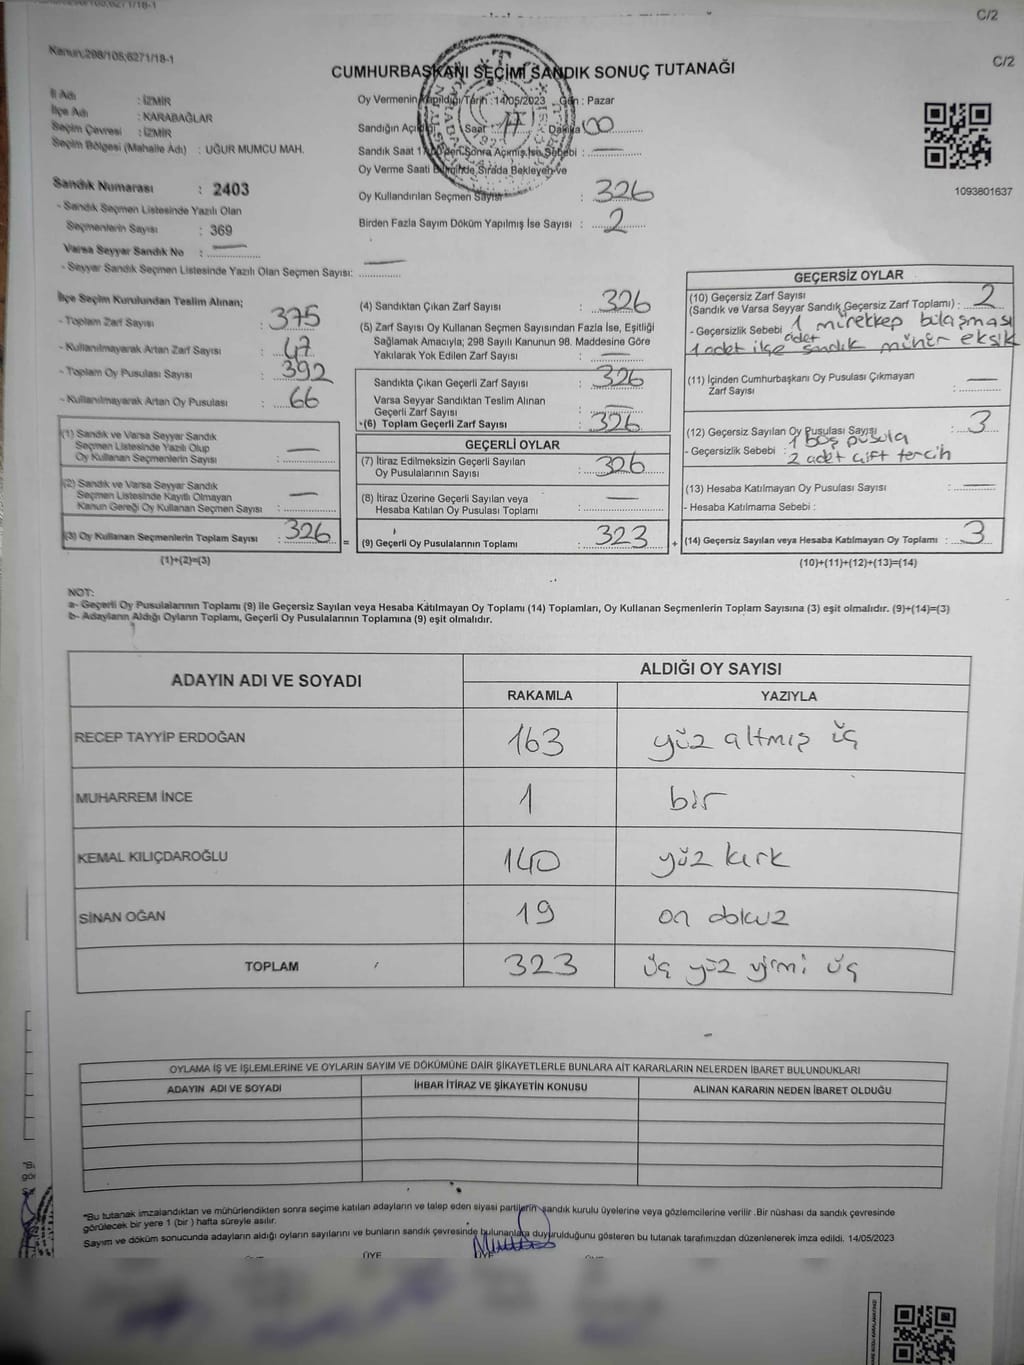 C/2
Kanun:298/105;6271/18-1
C/2
CUMHURBAŞKANI SEÇİMİ SANDIK SONUÇ TUTANAĞI
İl Adı : İZMİR
İlçe Adı : KARABAĞLAR
Seçim Çevresi : İZMİR
Seçim Bölgesi (Mahalle Adı) : UĞUR MUMCU MAH.
Sandık Numarası : 2403
- Sandık Seçmen Listesinde Yazılı Olan
Seçmenlerin Sayısı : 369
Varsa Seyyar Sandık No :
- Seyyar Sandık Seçmen Listesinde Yazılı Olan Seçmen Sayısı:
Oy Vermenin Yapıldığı Tarih : 14/05/2023 Gün : Pazar
Sandığın Açıldığı Saat : 17 Dakika 00
Sandık Saat 17.00'den Sonra Açılmış İse Sebebi :
Oy Verme Saati Bitiminde Sırada Bekleyen ve
Oy Kullandırılan Seçmen Sayısı : 326
Birden Fazla Sayım Döküm Yapılmış İse Sayısı : 2
1093801637
İlçe Seçim Kurulundan Teslim Alınan;
- Toplam Zarf Sayısı : 375
- Kullanılmayarak Artan Zarf Sayısı : 47
- Toplam Oy Pusulası Sayısı : 392
- Kullanılmayarak Artan Oy Pusulası : 66
(1) Sandık ve Varsa Seyyar Sandık
Seçmen Listesinde Yazılı Olup
Oy Kullanan Seçmenlerin Sayısı :
(2) Sandık ve Varsa Seyyar Sandık
Seçmen Listesinde Kayıtlı Olmayan
Kanun Gereği Oy Kullanan Seçmen Sayısı :
(3) Oy Kullanan Seçmenlerin Toplam Sayısı : 326
(1)+(2)=(3)
(4) Sandıktan Çıkan Zarf Sayısı : 326
(5) Zarf Sayısı Oy Kullanan Seçmen Sayısından Fazla İse, Eşitliği
Sağlamak Amacıyla; 298 Sayılı Kanunun 98. Maddesine Göre
Yakılarak Yok Edilen Zarf Sayısı :
Sandıkta Çıkan Geçerli Zarf Sayısı : 326
Varsa Seyyar Sandıktan Teslim Alınan
Geçerli Zarf Sayısı :
(6) Toplam Geçerli Zarf Sayısı : 326
GEÇERLİ OYLAR
(7) İtiraz Edilmeksizin Geçerli Sayılan
Oy Pusulalarının Sayısı : 326
(8) İtiraz Üzerine Geçerli Sayılan veya
Hesaba Katılan Oy Pusulası Toplamı :
= (9) Geçerli Oy Pusulalarının Toplamı : 323 +
GEÇERSİZ OYLAR
(10) Geçersiz Zarf Sayısı
(Sandık ve Varsa Seyyar Sandık Geçersiz Zarf Toplamı) : 2
- Geçersizlik Sebebi : 1 adet mürekkep bulaşması
1 adet ilçe sandık mühür eksik
(11) İçinden Cumhurbaşkanı Oy Pusulası Çıkmayan
Zarf Sayısı :
(12) Geçersiz Sayılan Oy Pusulası Sayısı : 3
1 boş pusula
- Geçersizlik Sebebi : 2 adet çift tercih
(13) Hesaba Katılmayan Oy Pusulası Sayısı :
- Hesaba Katılmama Sebebi :
(14) Geçersiz Sayılan veya Hesaba Katılmayan Oy Toplamı : 3
(10)+(11)+(12)+(13)=(14)
NOT:
a- Geçerli Oy Pusulalarının Toplamı (9) ile Geçersiz Sayılan veya Hesaba Katılmayan Oy Toplamı (14) Toplamları, Oy Kullanan Seçmenlerin Toplam Sayısına (3) eşit olmalıdır. (9)+(14)=(3)
b- Adayların Aldığı Oyların Toplamı, Geçerli Oy Pusulalarının Toplamına (9) eşit olmalıdır.
ADAYIN ADI VE SOYADI
ALDIĞI OY SAYISI
RAKAMLA YAZIYLA
RECEP TAYYİP ERDOĞAN 163 yüz altmış üç
MUHARREM İNCE 1 bir
KEMAL KILIÇDAROĞLU 140 yüz kırk
SİNAN OĞAN 19 on dokuz
TOPLAM 323 üç yüz yirmi üç
OYLAMA İŞ VE İŞLEMLERİNE VE OYLARIN SAYIM VE DÖKÜMÜNE DAİR ŞİKAYETLERLE BUNLARA AİT KARARLARIN NELERDEN İBARET BULUNDUKLARI
ADAYIN ADI VE SOYADI İHBAR İTİRAZ VE ŞİKAYETİN KONUSU ALINAN KARARIN NEDEN İBARET OLDUĞU
"Bu tutanak imzalandıktan ve mühürlendikten sonra seçime katılan adayların ve talep eden siyasi partilerin sandık kurulu üyelerine veya gözlemcilerine verilir .Bir nüshası da sandık çevresinde
görülecek bir yere 1 (bir ) hafta süreyle asılır.
Sayım ve döküm sonucunda adayların aldığı oyların sayılarını ve bunların sandık çevresinde bulunanlara duyurulduğunu gösteren bu tutanak tarafımızdan düzenlenerek imza edildi. 14/05/2023
ÜYE ÜYE